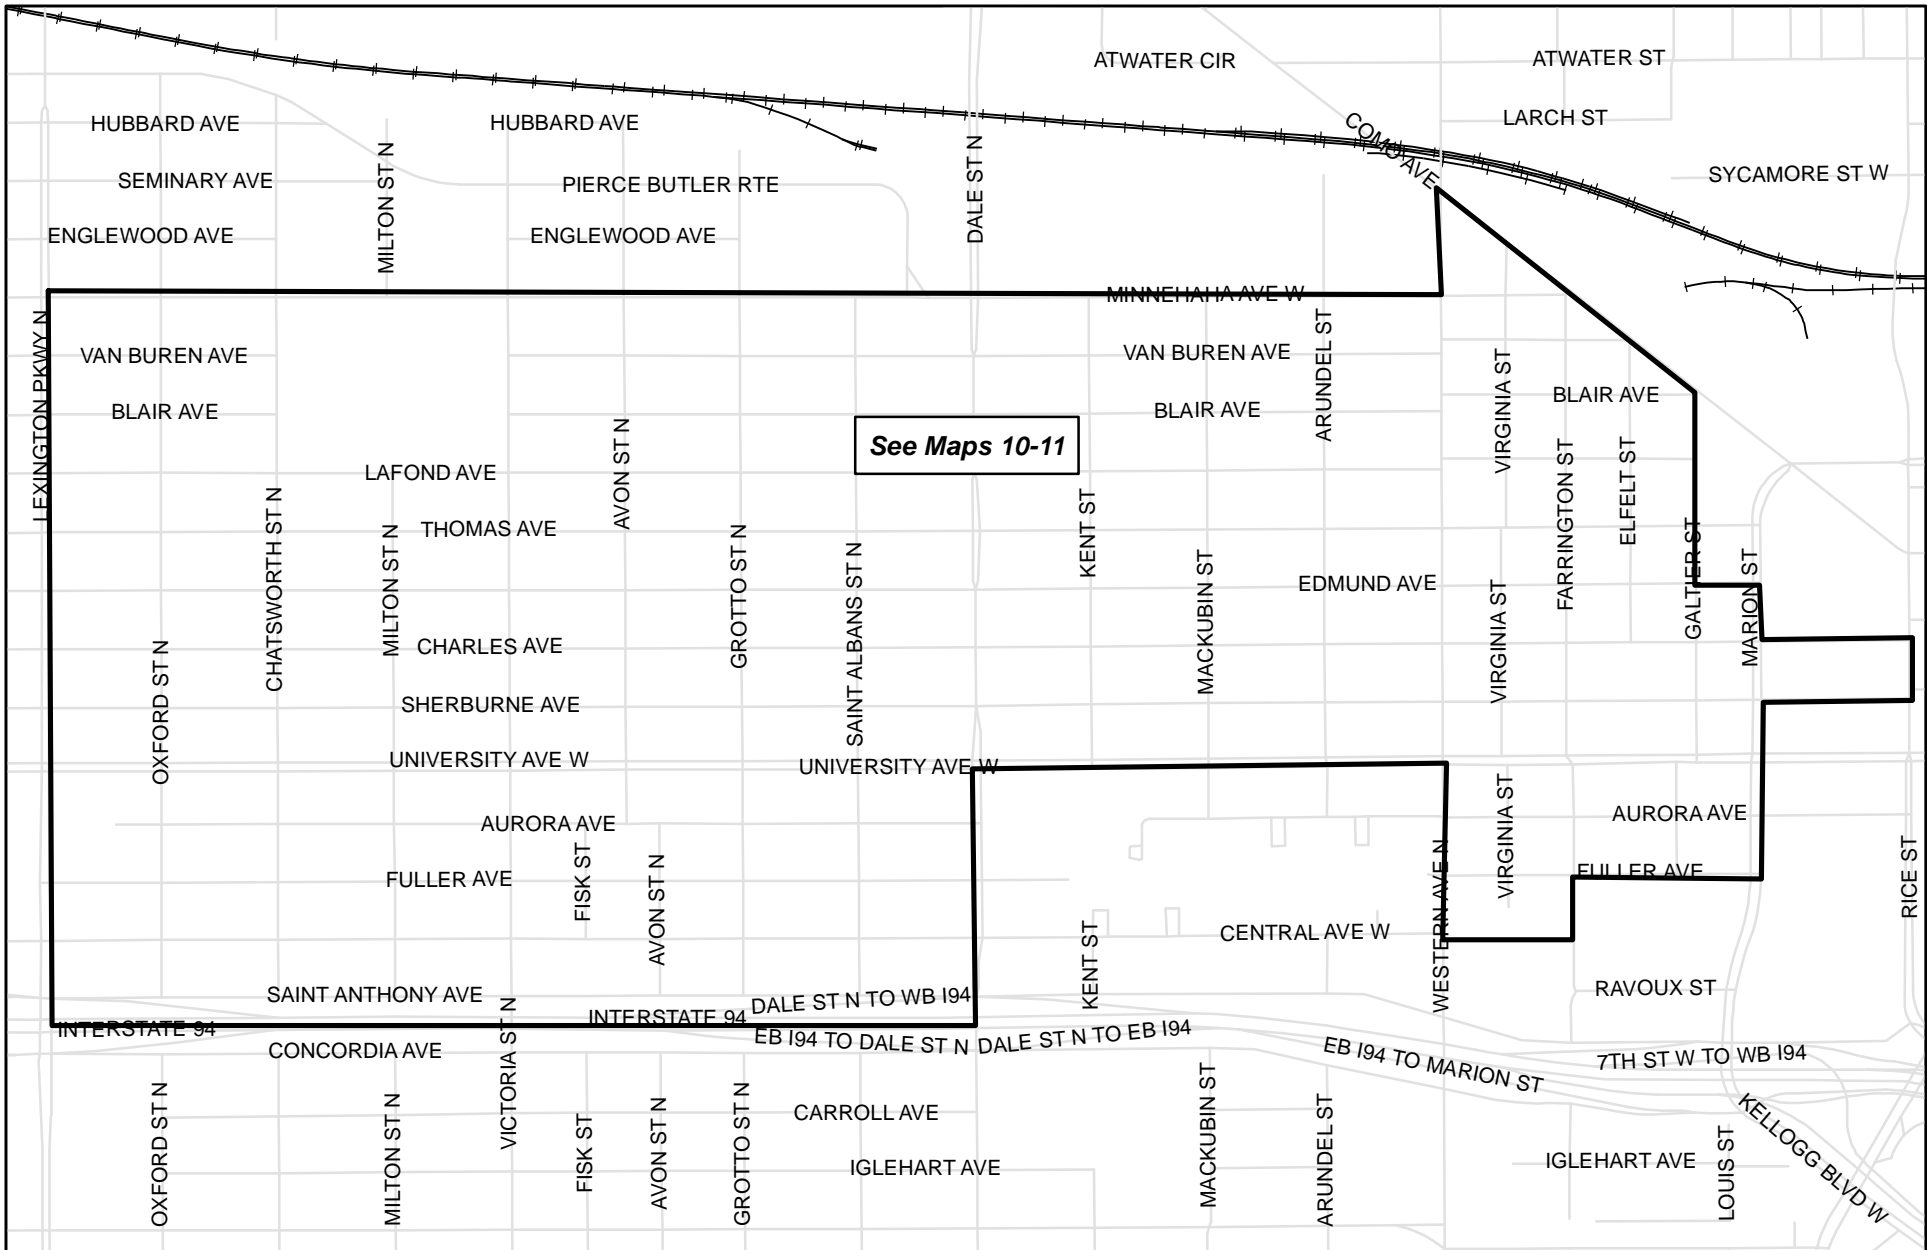 ATWATER CIR
ATWATER ST
HUBBARD AVE
HUBBARD AVE
COMO AVE
LARCH ST
SEMINARY AVE
MILTON ST N
PIERCE BUTLER RTE
DALE ST N
SYCAMORE ST W
ENGLEWOOD AVE
ENGLEWOOD AVE
MINNEHAHA AVE W
LEXINGTON PKWY N
VAN BUREN AVE
VAN BUREN AVE
ARUNDEL ST
VIRGINIA ST
BLAIR AVE
BLAIR AVE
BLAIR AVE
See Maps 10-11
AVON ST N
LAFOND AVE
FARRINGTON ST
ELFELT ST
CHATSWORTH ST N
MILTON ST N
THOMAS AVE
GROTTO ST N
SAINT ALBANS ST N
KENT ST
MACKUBIN ST
EDMUND AVE
VIRGINIA ST
GALTIER ST
MARION ST
OXFORD ST N
CHARLES AVE
SHERBURNE AVE
UNIVERSITY AVE W
UNIVERSITY AVE W
AURORA AVE
VIRGINIA ST
AURORA AVE
FULLER AVE
FISK ST
AVON ST N
WESTERN AVE N
FULLER AVE
RICE ST
KENT ST
CENTRAL AVE W
SAINT ANTHONY AVE
VICTORIA ST N
DALE ST N TO WB I94
RAVOUX ST
INTERSTATE 94
INTERSTATE 94
CONCORDIA AVE
EB I94 TO DALE ST N
DALE ST N TO EB I94
EB I94 TO MARION ST
7TH ST W TO WB I94
OXFORD ST N
MILTON ST N
FISK ST
AVON ST N
GROTTO ST N
CARROLL AVE
MACKUBIN ST
ARUNDEL ST
KELLOGG BLVD W
IGLEHART AVE
IGLEHART AVE
LOUIS ST